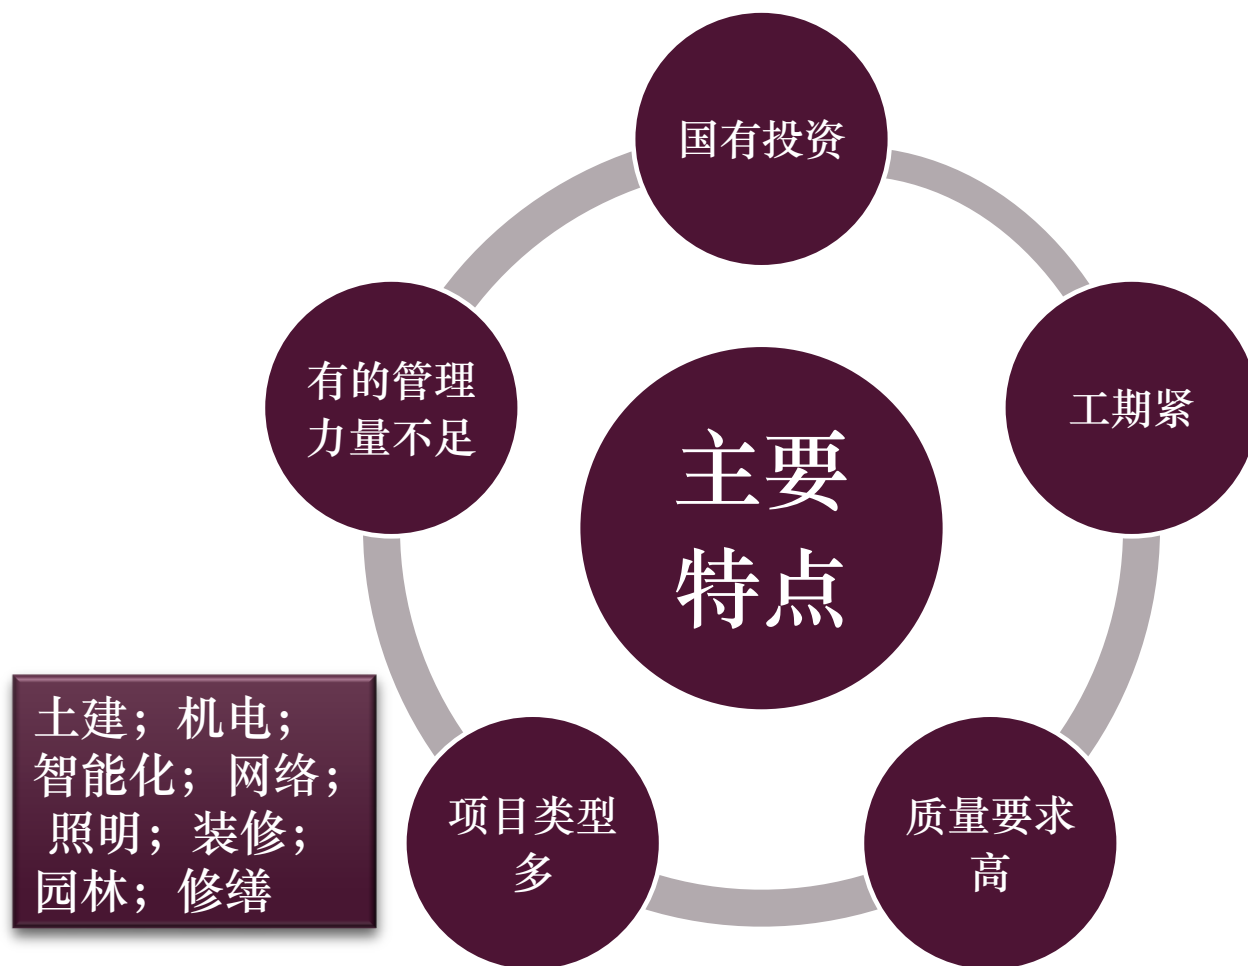 国有投资
有的管理
力量不足
工期紧
主要
特点
土建；机电；
智能化；网络；
照明；装修；
园林；修缮
项目类型
多
质量要求
高